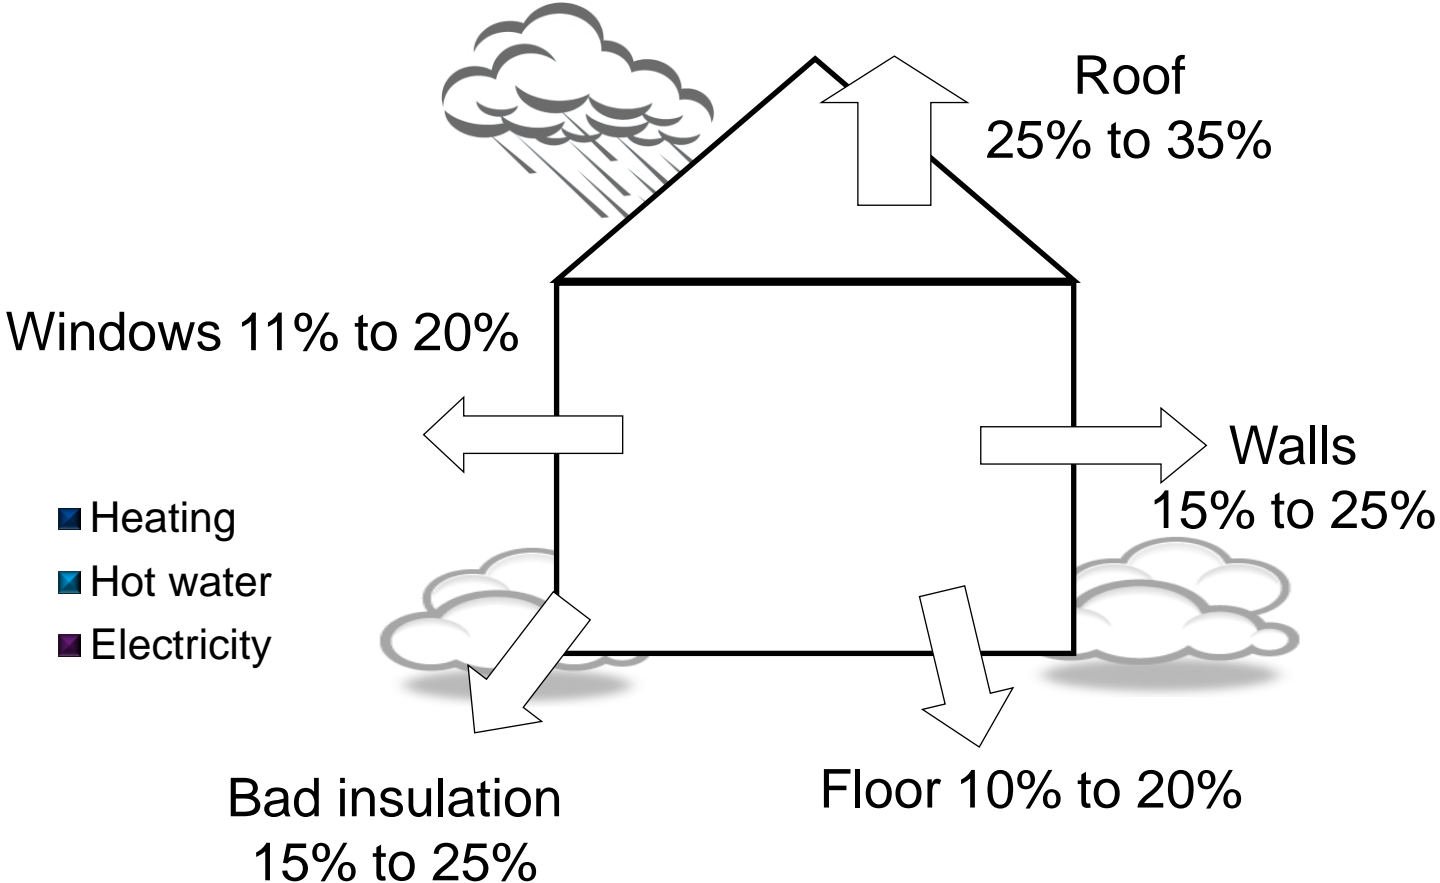 Roof
25% to 35%
Windows 11% to 20%
Walls
15% to 25%
Heating
Hot water
Electricity
Floor 10% to 20%
Bad insulation
15% to 25%